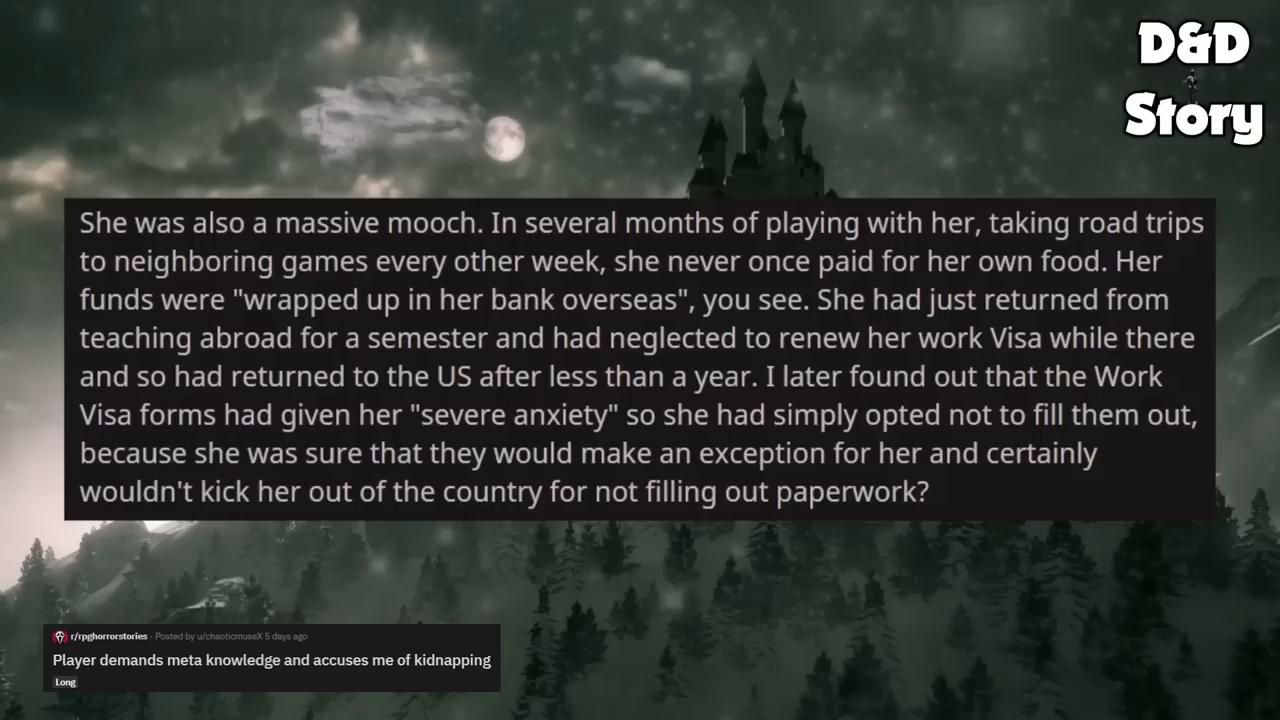 D&D
Story
She was also a massive mooch. In several months of playing with her, taking road trips
to neighboring games every other week, she never once paid for her own food. Her
funds were "wrapped up in her bank overseas", you see. She had just returned from
teaching abroad for a semester and had neglected to renew her work Visa while there
and so had returned to the US after less than a year. I later found out that the Work
Visa forms had given her "severe anxiety" so she had simply opted not to fill them out,
because she was sure that they would make an exception for her and certainly
wouldn't kick her out of the country for not filling out paperwork?
r/rpghorrorstories · Posted by u/chaoticmuseX 5 days ago
Player demands meta knowledge and accuses me of kidnapping
Long